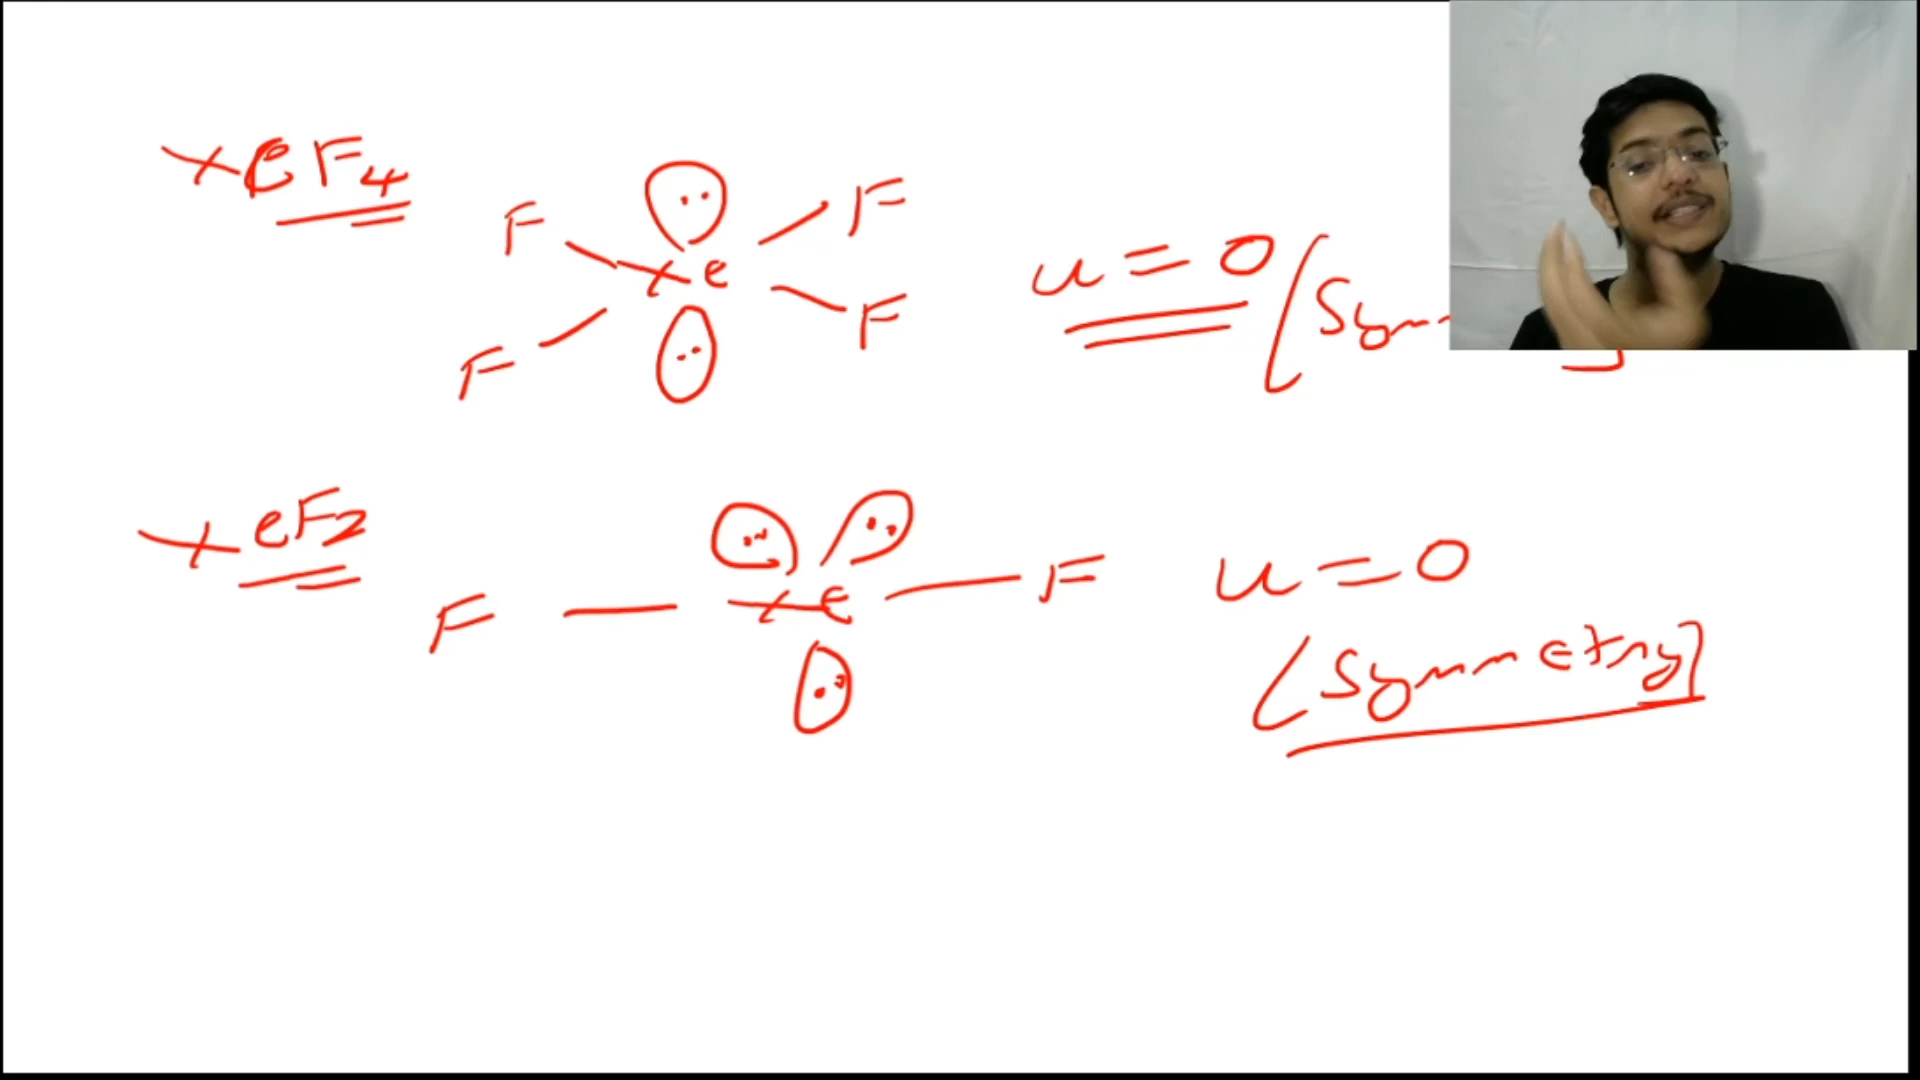 XeF4
F F
Xe
F F
u=0 (Sym
XeF2
F Xe F u=0
(Symmetry)